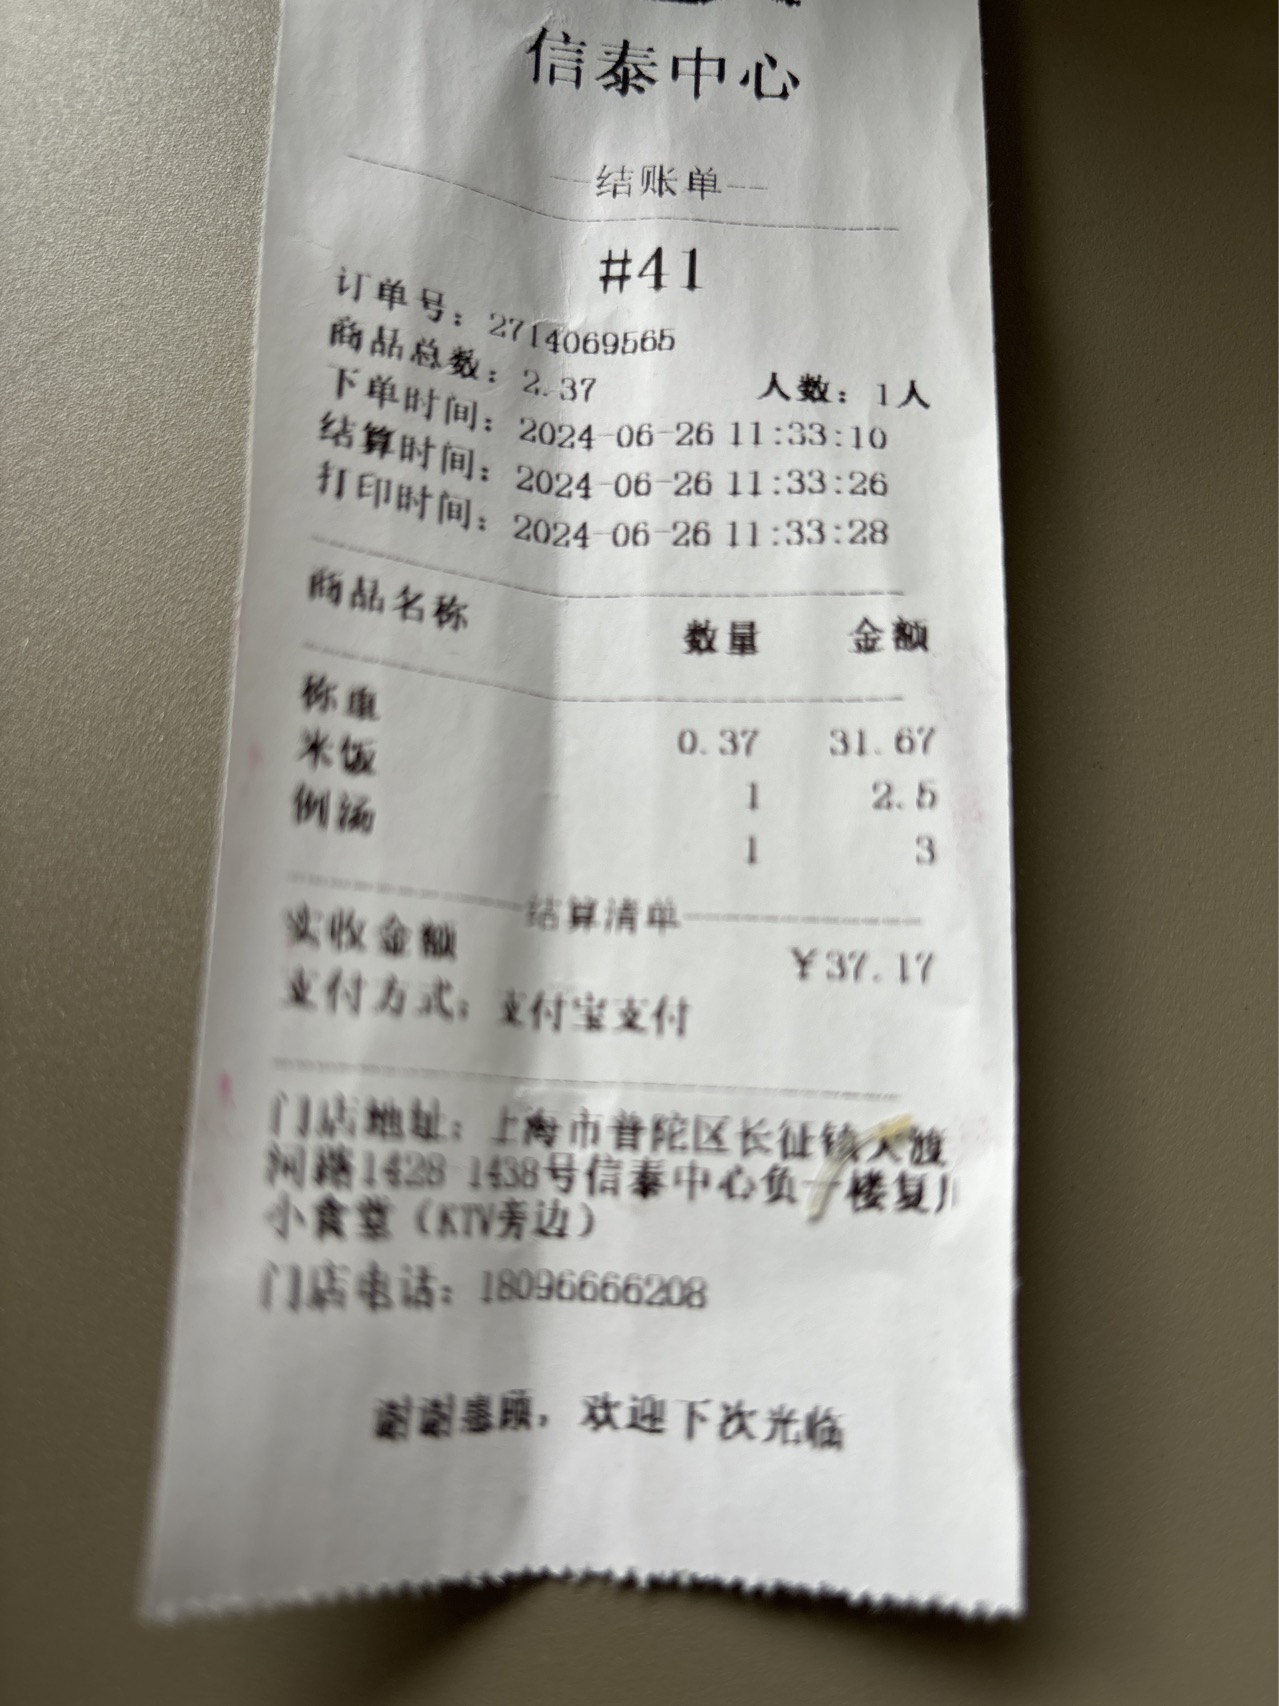 信泰中心
--结账单--
#41
订单号：2714069565
商品总数：2.37 人数：1人
下单时间：2024-06-26 11:33:10
结算时间：2024-06-26 11:33:26
打印时间：2024-06-26 11:33:28
商品名称 数量 金额
称重 0.37 31.67
米饭 1 2.5
例汤 1 3
结算清单
实收金额 ￥37.17
支付方式：支付宝支付
门店地址：上海市普陀区长征镇大渡
河路1428-1438号信泰中心负一楼复
小食堂（KTV旁边）
门店电话：18096666208
谢谢惠顾，欢迎下次光临